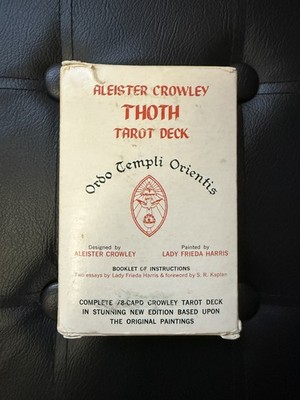 ALEISTER CROWLEY
THOTH
TAROT DECK
Ordo Templi Orientis
Designed by
ALEISTER CROWLEY
Painted by
LADY FRIEDA HARRIS
BOOKLET OF INSTRUCTIONS
Two essays by Lady Frieda Harris & foreword by S. R. Kaplan
COMPLETE 78-CARD CROWLEY TAROT DECK
IN STUNNING NEW EDITION BASED UPON
THE ORIGINAL PAINTINGS